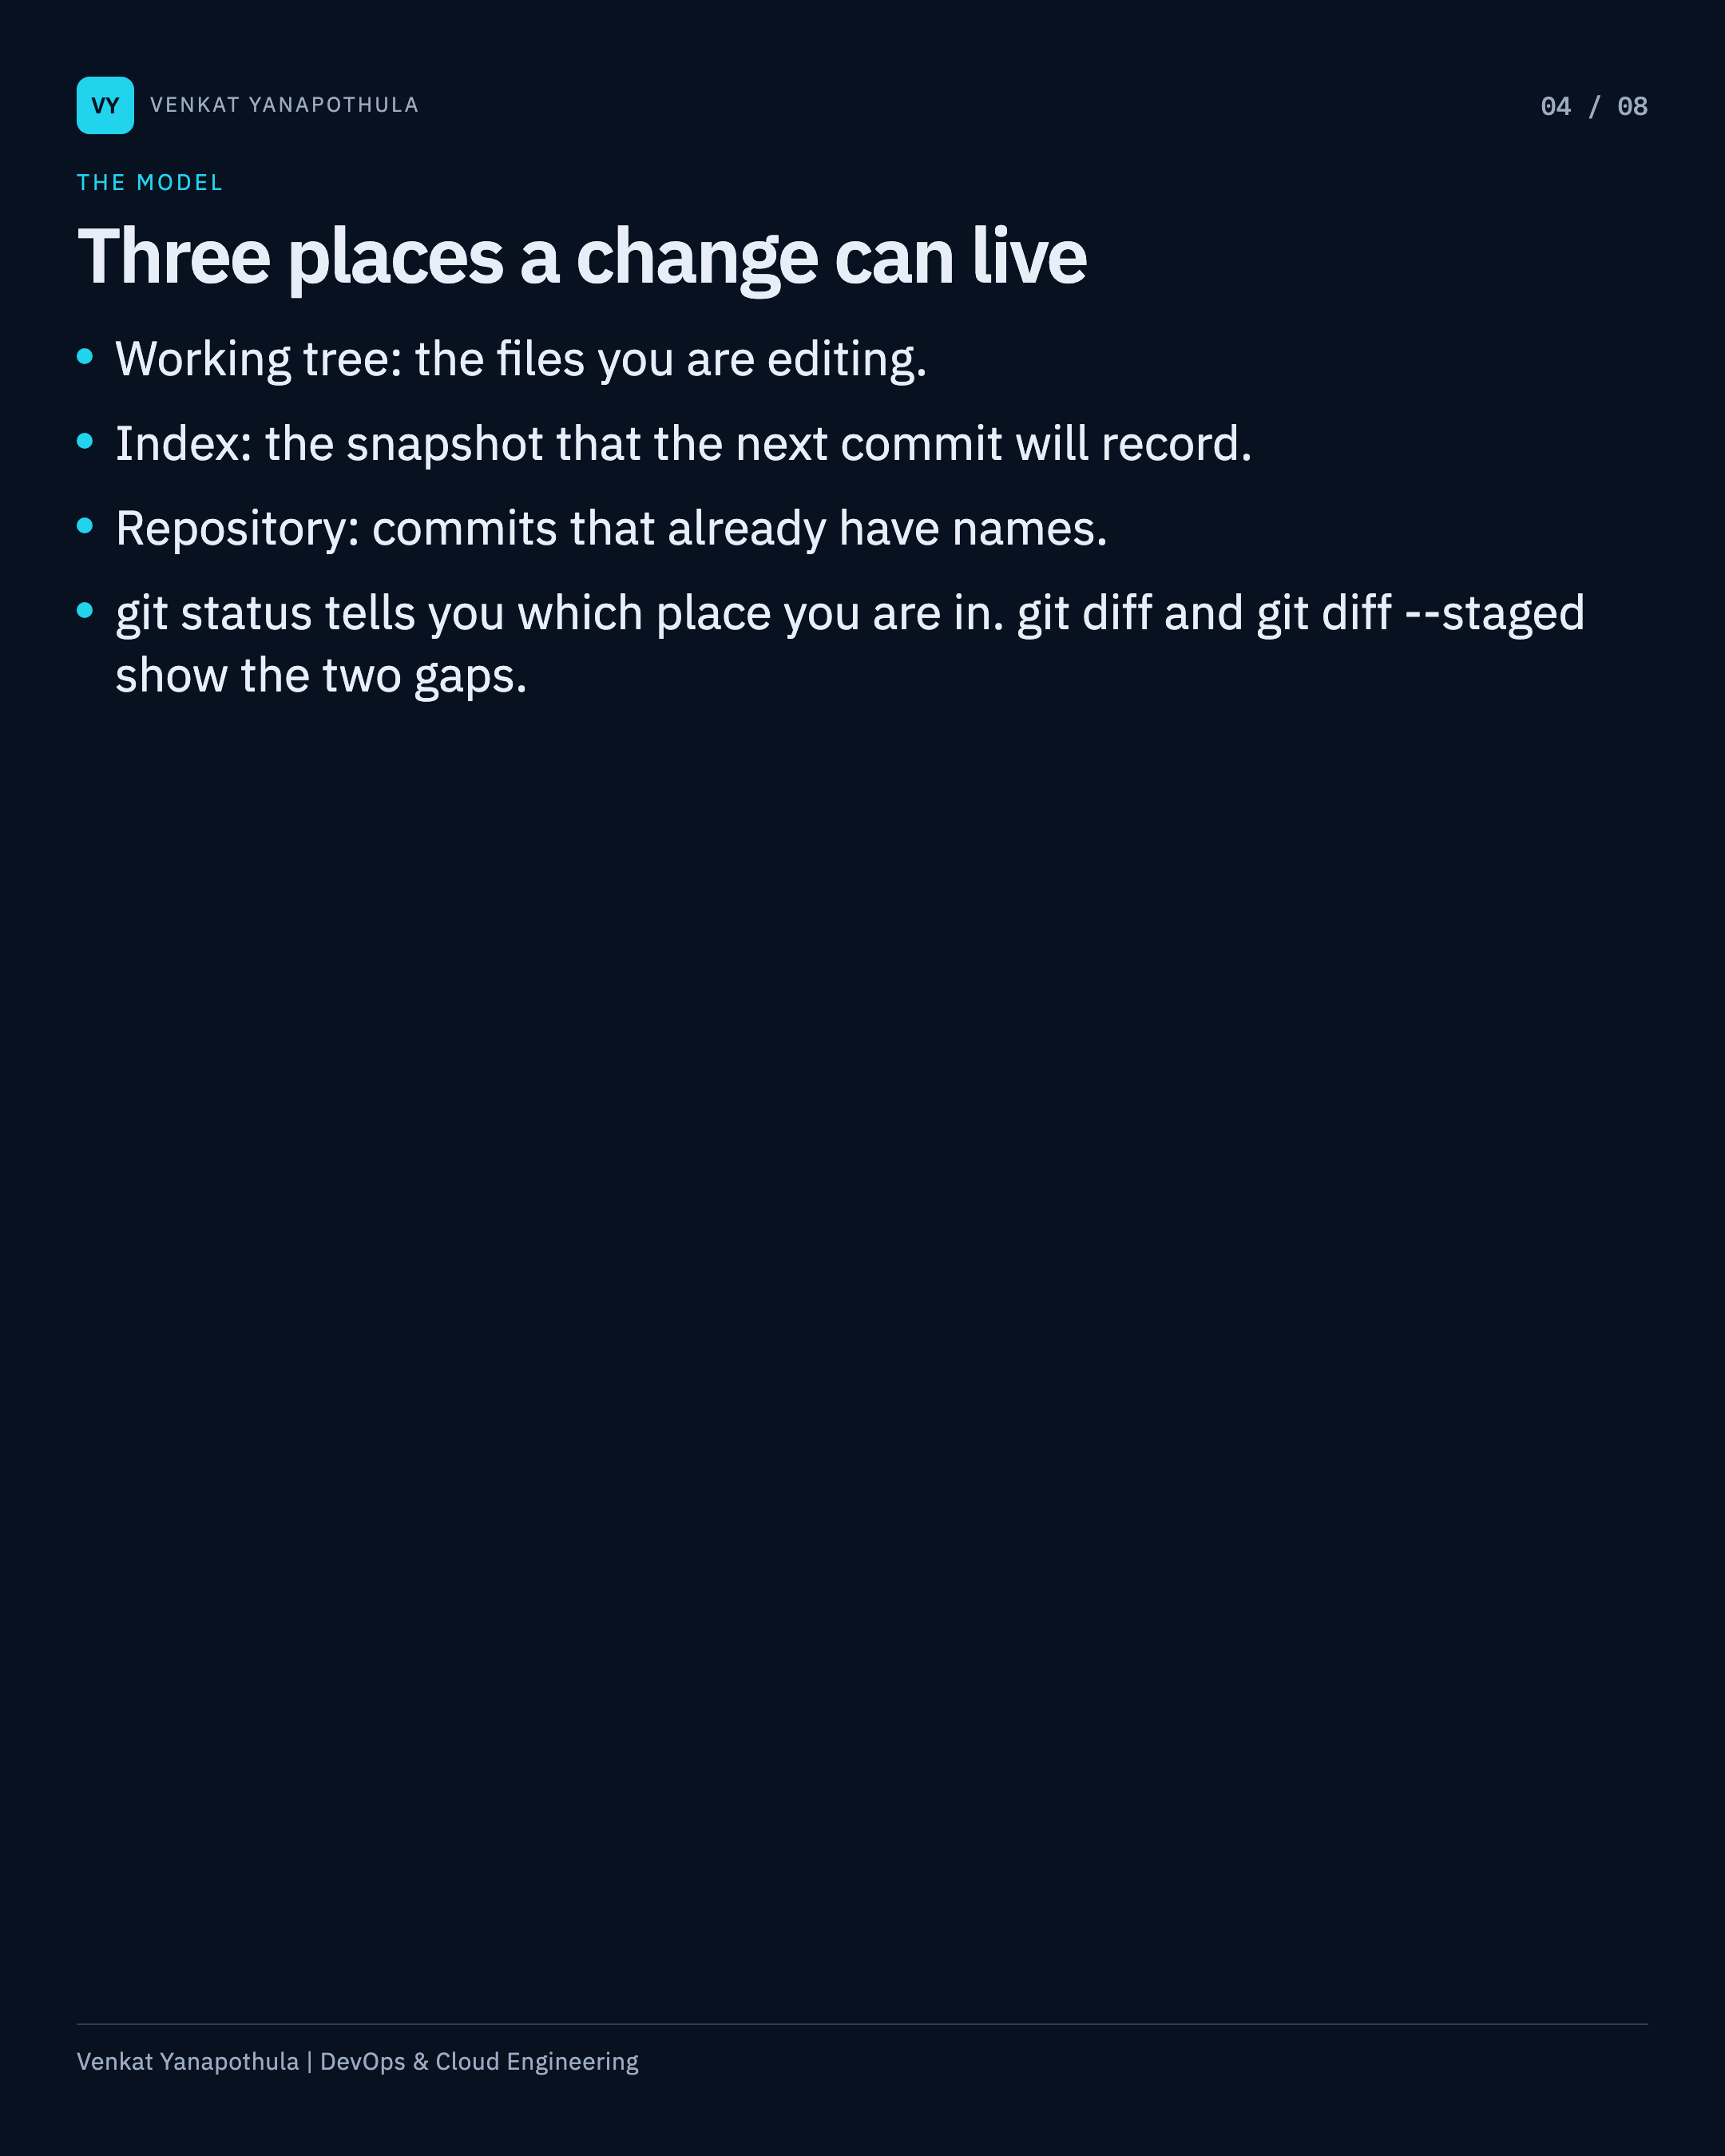 VY VENKAT YANAPOTHULA
04 / 08
THE MODEL
Three places a change can live
Working tree: the files you are editing.
Index: the snapshot that the next commit will record.
Repository: commits that already have names.
git status tells you which place you are in. git diff and git diff --staged
show the two gaps.
Venkat Yanapothula | DevOps & Cloud Engineering